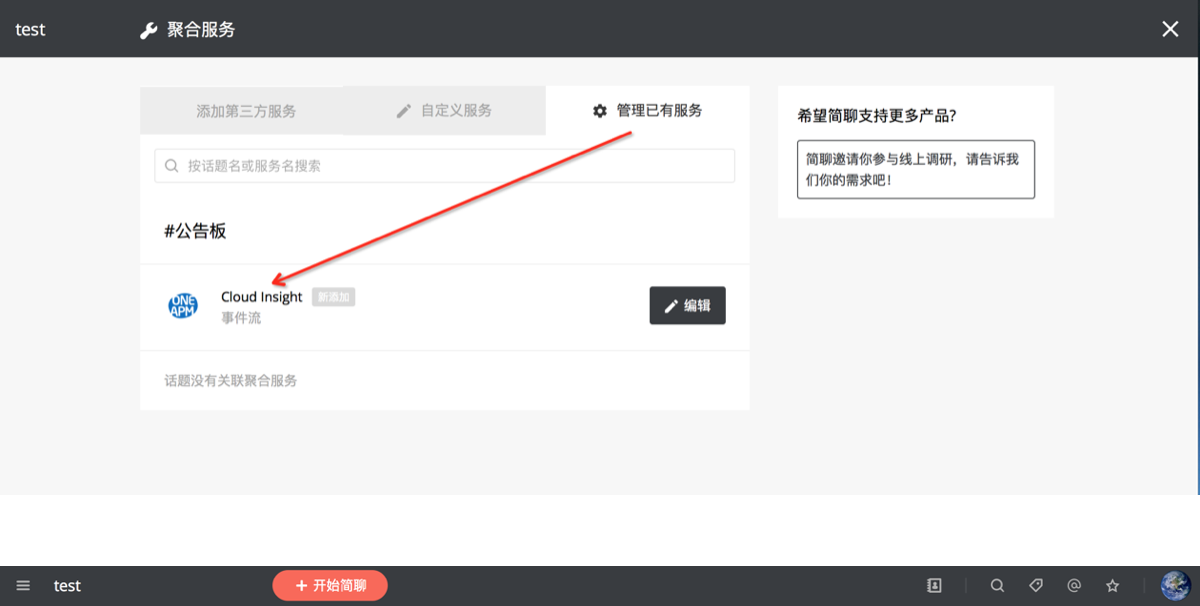 test
聚合服务
添加第三方服务
自定义服务
管理已有服务
按话题名或服务名搜索
#公告板
ONE
APM
Cloud Insight
新添加
事件流
编辑
话题没有关联聚合服务
希望简聊支持更多产品?
简聊邀请你参与线上调研，请告诉我
们你的需求吧！
test
+ 开始简聊